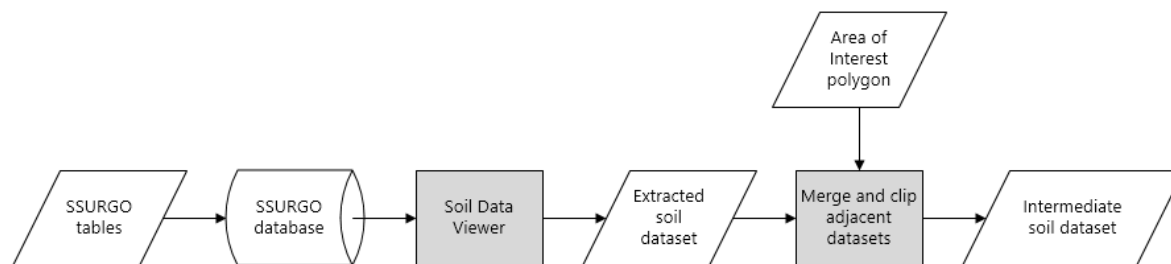 Area of
Interest
polygon
SSURGO
tables
SSURGO
database
Soil Data
Viewer
Extracted
soil
dataset
Merge and clip
adjacent
datasets
Intermediate
soil dataset